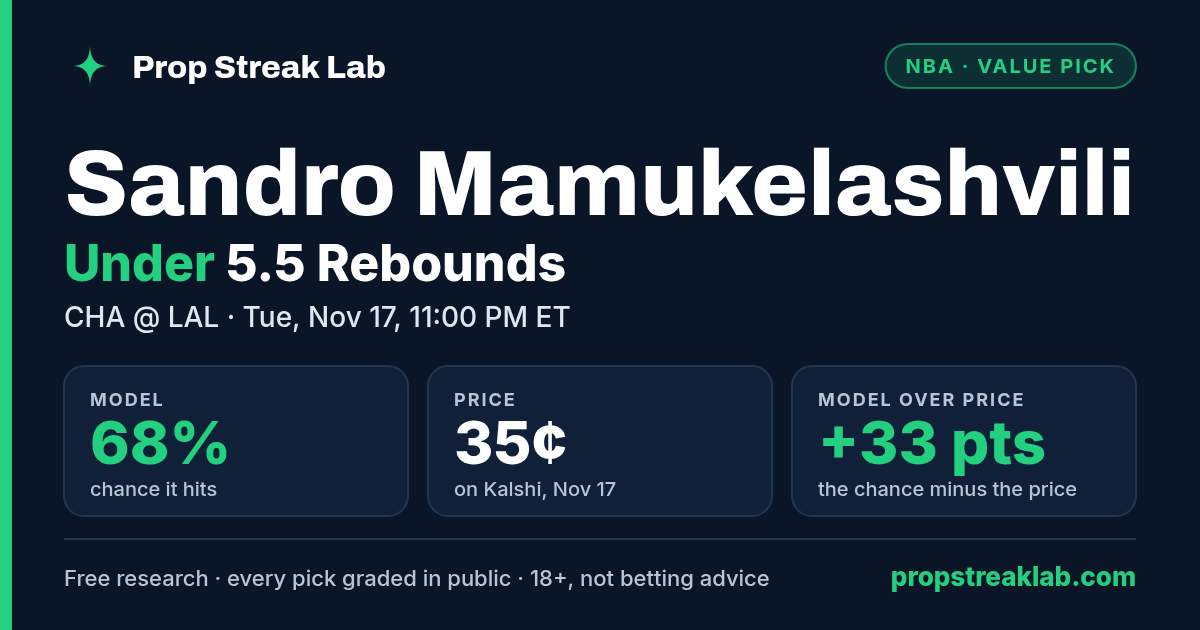 Prop Streak Lab
NBA · VALUE PICK
Sandro Mamukelashvili
Under 5.5 Rebounds
CHA @ LAL · Tue, Nov 17, 11:00 PM ET
MODEL
68%
chance it hits
PRICE
35¢
on Kalshi, Nov 17
MODEL OVER PRICE
+33 pts
the chance minus the price
Free research · every pick graded in public · 18+, not betting advice
propstreaklab.com